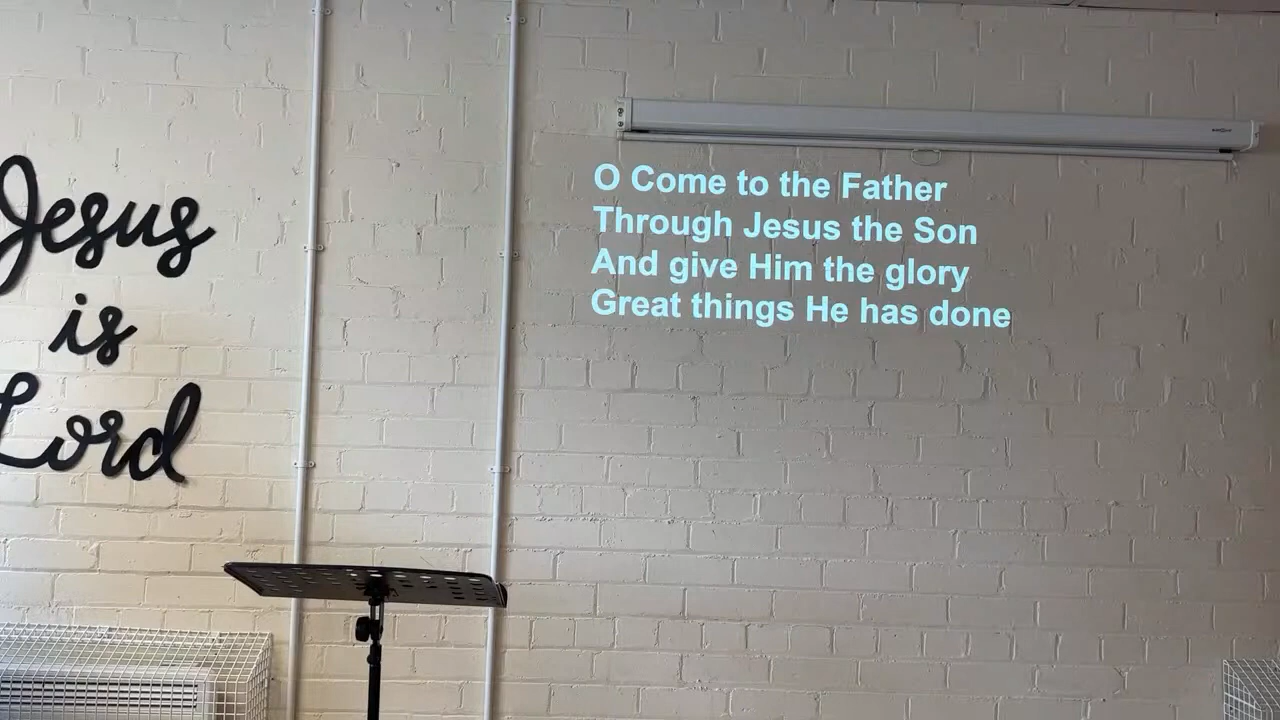 Jesus
is
Lord
O Come to the Father
Through Jesus the Son
And give Him the glory
Great things He has done